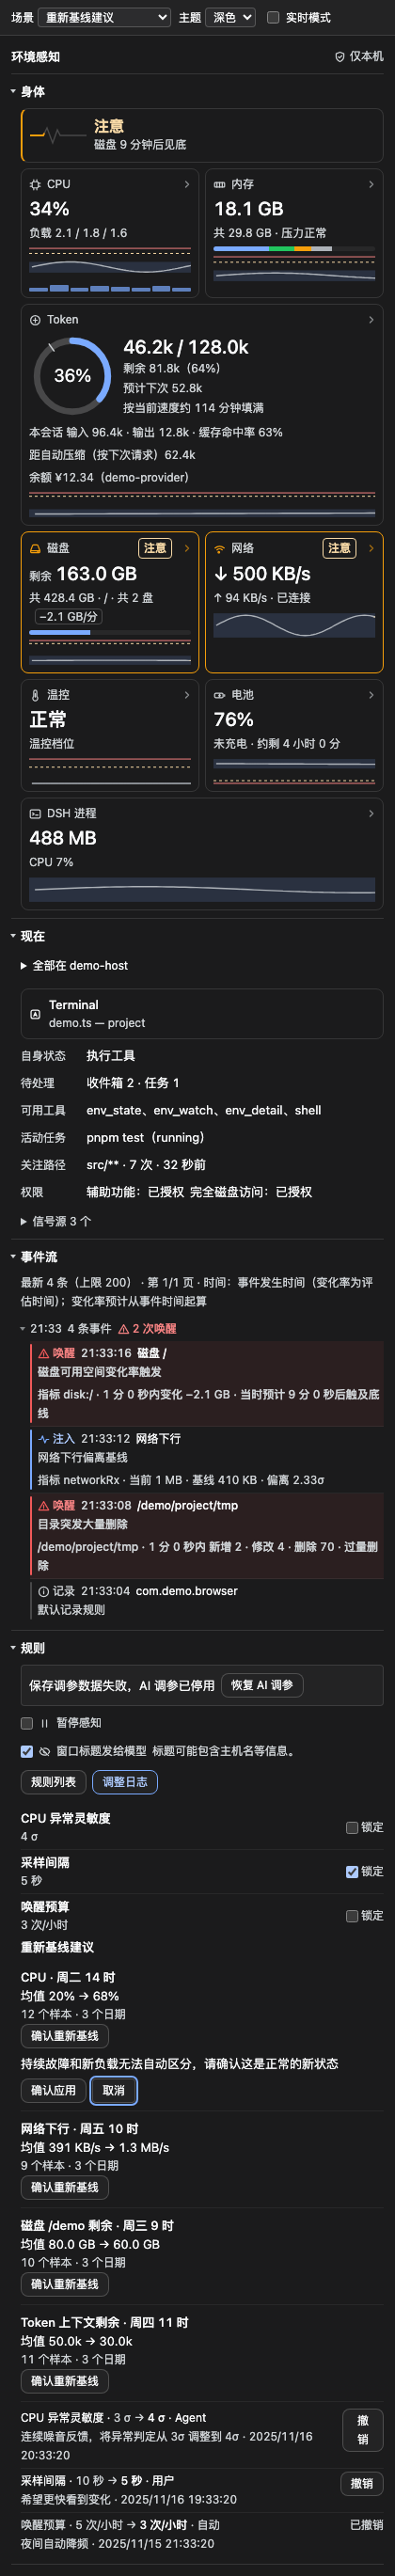 场景 重新基线建议 主题 深色 实时模式
环境感知 仅本机
身体
注意
磁盘 9 分钟后见底
CPU
34%
负载 2.1 / 1.8 / 1.6
内存
18.1 GB
共 29.8 GB · 压力正常
Token
36%
46.2k / 128.0k
剩余 81.8k（64%）
预计下次 52.8k
按当前速度约 114 分钟填满
本会话 输入 96.4k · 输出 12.8k · 缓存命中率 63%
距自动压缩（按下次请求）62.4k
余额 ¥12.34（demo-provider）
磁盘 注意
剩余 163.0 GB
共 428.4 GB · / · 共 2 盘
−2.1 GB/分
网络 注意
↓ 500 KB/s
↑ 94 KB/s · 已连接
温控
正常
温控档位
电池
76%
未充电 · 约剩 4 小时 0 分
DSH 进程
488 MB
CPU 7%
现在
全部在 demo-host
Terminal
demo.ts — project
自身状态 执行工具
待处理 收件箱 2 · 任务 1
可用工具 env_state、env_watch、env_detail、shell
活动任务 pnpm test（running）
关注路径 src/** · 7 次 · 32 秒前
权限 辅助功能：已授权 完全磁盘访问：已授权
信号源 3 个
事件流
最新 4 条（上限 200） · 第 1/1 页 · 时间：事件发生时间（变化率为评
估时间）；变化率预计从事件时间起算
21:33 4 条事件 2 次唤醒
唤醒 21:33:16 磁盘 /
磁盘可用空间变化率触发
指标 disk:/ · 1 分 0 秒内变化 −2.1 GB · 当时预计 9 分 0 秒后触及底
线
注入 21:33:12 网络下行
网络下行偏离基线
指标 networkRx · 当前 1 MB · 基线 410 KB · 偏离 2.33σ
唤醒 21:33:08 /demo/project/tmp
目录突发大量删除
/demo/project/tmp · 1 分 0 秒内 新增 2 · 修改 4 · 删除 70 · 过量删
除
记录 21:33:04 com.demo.browser
默认记录规则
规则
保存调参数据失败，AI 调参已停用 恢复 AI 调参
暂停感知
窗口标题发给模型 标题可能包含主机名等信息。
规则列表 调整日志
CPU 异常灵敏度
4 σ
锁定
采样间隔
5 秒
锁定
唤醒预算
3 次/小时
锁定
重新基线建议
CPU · 周二 14 时
均值 20% → 68%
12 个样本 · 3 个日期
确认重新基线
持续故障和新负载无法自动区分，请确认这是正常的新状态
确认应用 取消
网络下行 · 周五 10 时
均值 391 KB/s → 1.3 MB/s
9 个样本 · 3 个日期
确认重新基线
磁盘 /demo 剩余 · 周三 9 时
均值 80.0 GB → 60.0 GB
10 个样本 · 3 个日期
确认重新基线
Token 上下文剩余 · 周四 11 时
均值 50.0k → 30.0k
11 个样本 · 3 个日期
确认重新基线
CPU 异常灵敏度 · 3 σ → 4 σ · Agent
连续噪音反馈，将异常判定从 3σ 调整到 4σ · 2025/11/16
20:33:20
撤
销
采样间隔 · 10 秒 → 5 秒 · 用户
希望更快看到变化 · 2025/11/16 19:33:20
撤销
唤醒预算 · 5 次/小时 → 3 次/小时 · 自动
夜间自动降频 · 2025/11/15 21:33:20
已撤销